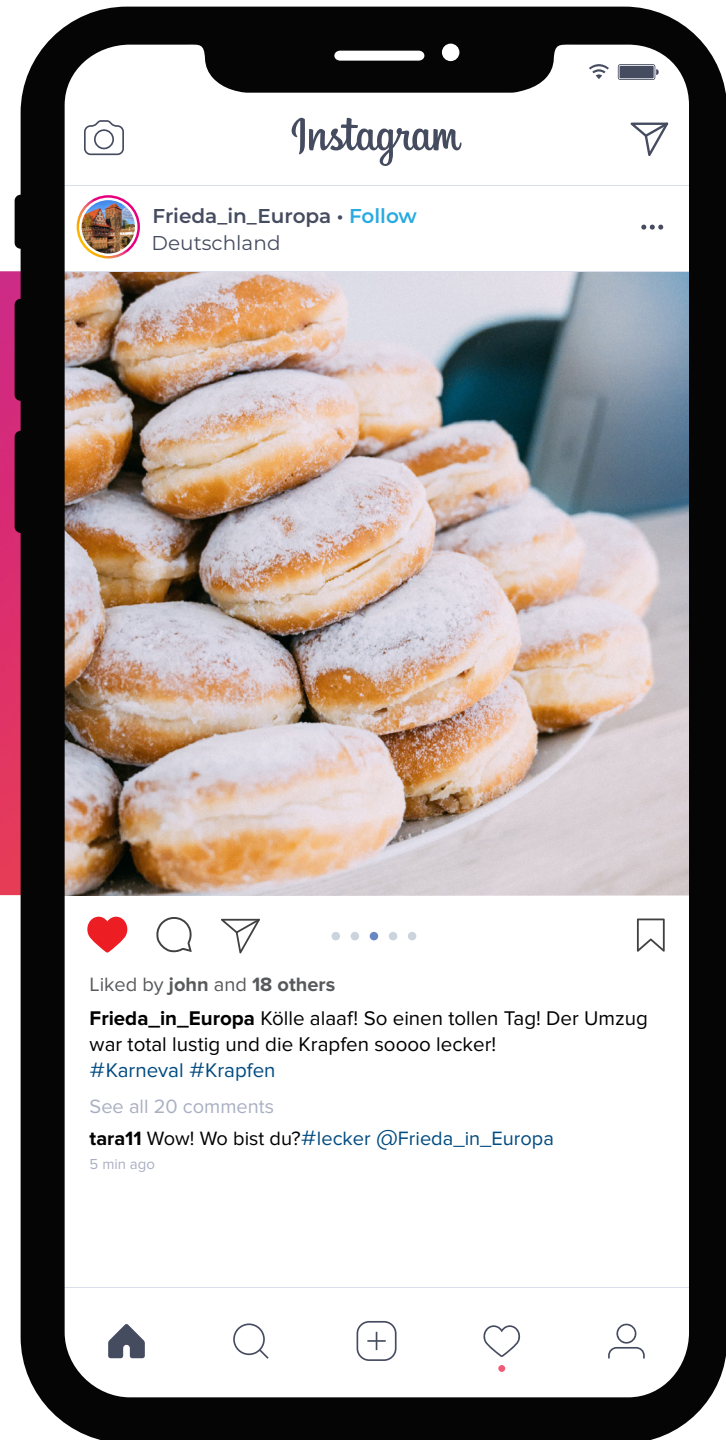 Instagram
Frieda_in_Europa • Follow
Deutschland
Liked by john and 18 others
Frieda_in_Europa Kölle alaaf! So einen tollen Tag! Der Umzug
war total lustig und die Krapfen soooo lecker!
#Karneval #Krapfen
See all 20 comments
tara11 Wow! Wo bist du?#lecker @Frieda_in_Europa
5 min ago